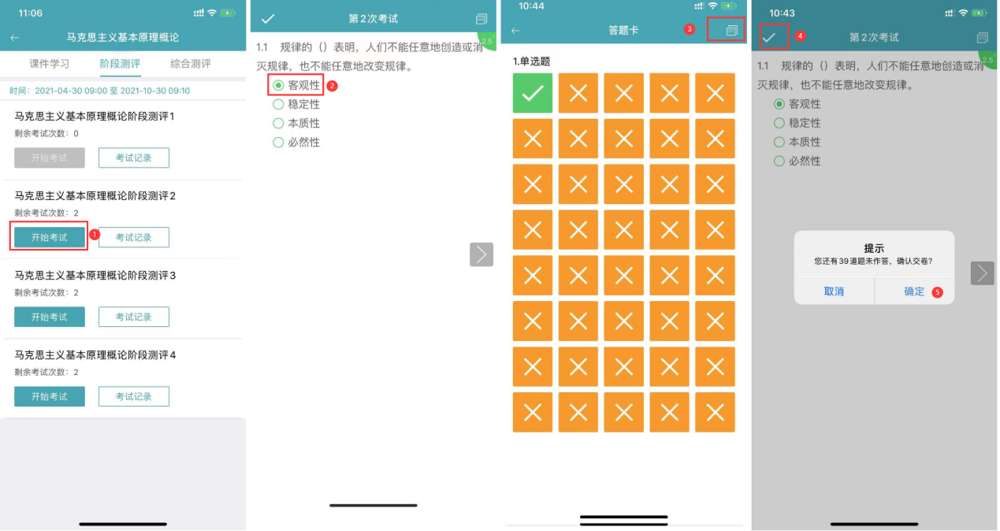 11:06
马克思主义基本原理概论
课件学习 阶段测评 综合测评
时间：2021-04-30 09:00 至 2021-10-30 09:10
马克思主义基本原理概论阶段测评1
剩余考试次数：0
开始考试 考试记录
马克思主义基本原理概论阶段测评2
剩余考试次数：2
开始考试 1 考试记录
马克思主义基本原理概论阶段测评3
剩余考试次数：2
开始考试 考试记录
马克思主义基本原理概论阶段测评4
剩余考试次数：2
开始考试 考试记录
第2次考试
2.5
1.1 规律的（）表明，人们不能任意地创造或消
灭规律，也不能任意地改变规律。
客观性 2
稳定性
本质性
必然性
10:44
答题卡 3
1.单选题
10:43
4 第2次考试
2.5
1.1 规律的（）表明，人们不能任意地创造或消
灭规律，也不能任意地改变规律。
客观性
稳定性
本质性
必然性
提示
您还有39道题未作答，确认交卷？
取消 确定 5